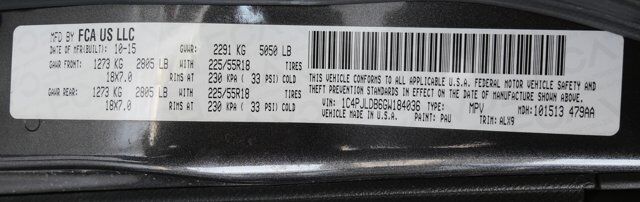 MFD BY FCA US LLC
DATE OF MFR(BUILT): 10-15 GVWR: 2291 KG 5050 LB
GAWR FRONT: 1273 KG 2805 LB 225/55R18 TIRES
18X7.0 RIMS AT 230 KPA ( 33 PSI) COLD
GAWR REAR: 1273 KG 2805 LB 225/55R18 TIRES
18X7.0 RIMS AT 230 KPA ( 33 PSI) COLD
THIS VEHICLE CONFORMS TO ALL APPLICABLE U.S.A. FEDERAL MOTOR VEHICLE SAFETY AND
THEFT PREVENTION STANDARDS IN EFFECT ON THE DATE OF MANUFACTURE SHOWN ABOVE.
VIN: 1C4PJLDB6GW184036 MPV MDH: 101513 479AA
VEHICLE MADE IN U.S.A. PAINT: PAU TRIM: ALX9